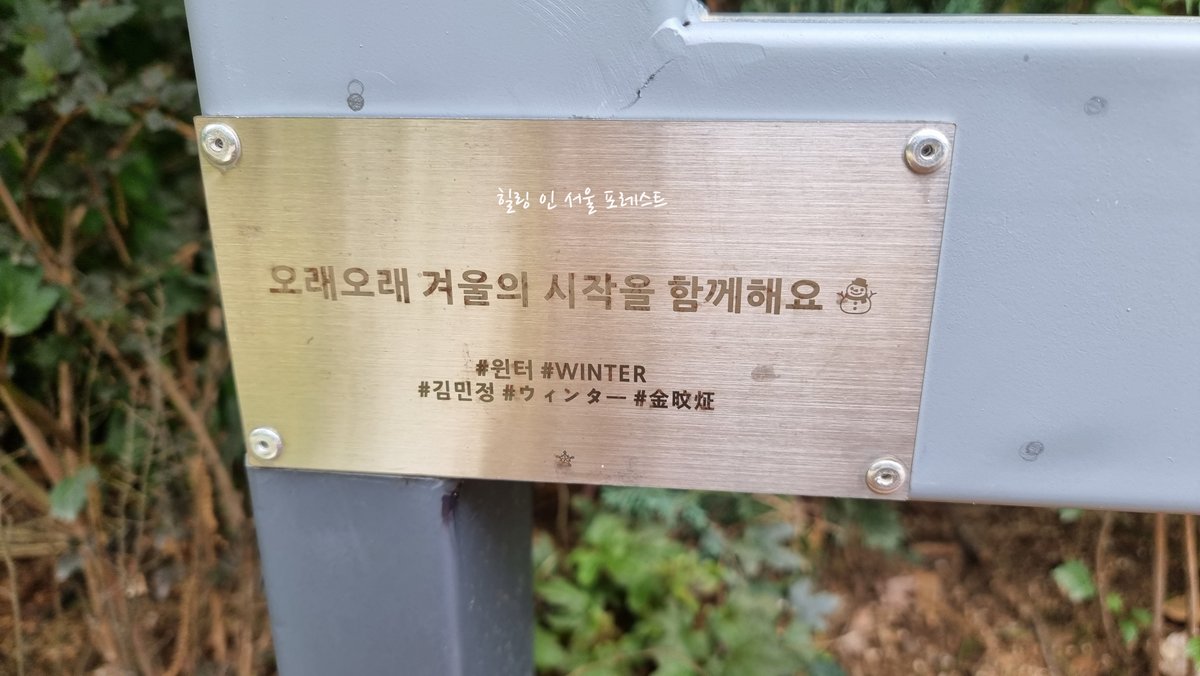 힐링 인 서울 포레스트
오래오래 겨울의 시작을 함께해요
#윈터 #WINTER
#김민정 #ウィンター #金旼炡